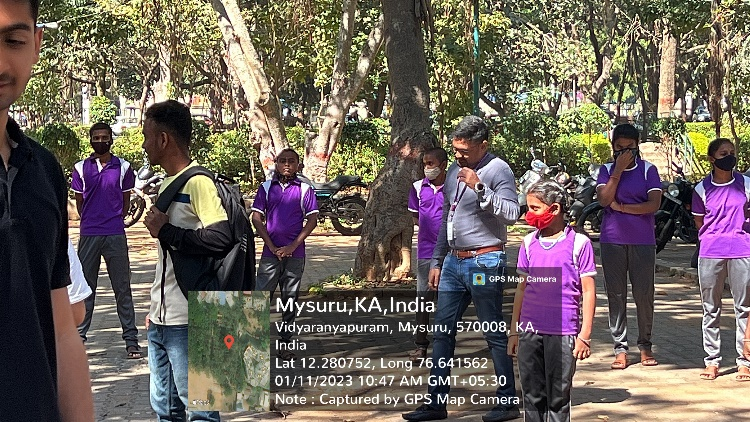 GPS Map Camera
Mysuru,KA,India
Vidyaranyapuram, Mysuru, 570008, KA,
India
Lat 12.280752, Long 76.641562
01/11/2023 10:47 AM GMT+05:30
Note : Captured by GPS Map Camera